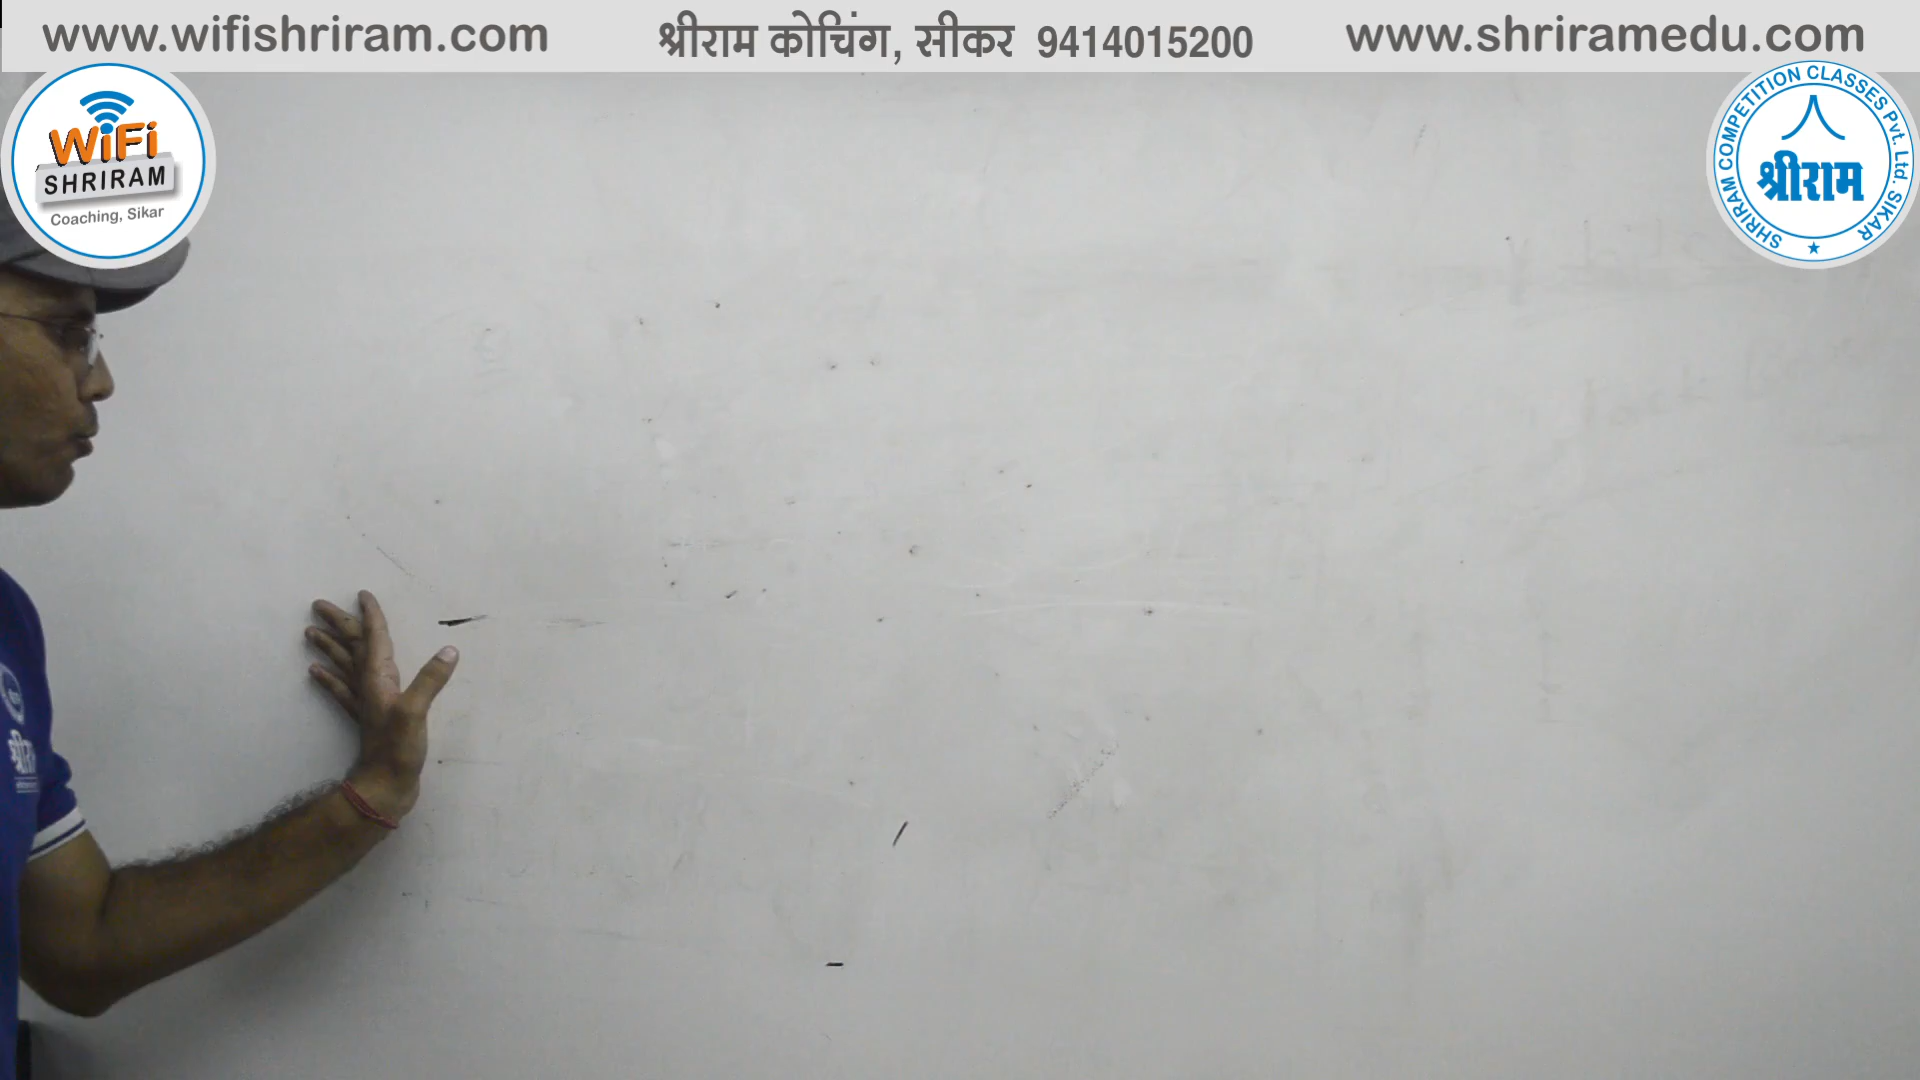 www.wifishriram.com
श्रीराम कोचिंग, सीकर 9414015200
www.shriramedu.com
WiFi
SHRIRAM
Coaching, Sikar
SHRIRAM COMPETITION CLASSES Pvt. Ltd. SIKAR
श्रीराम